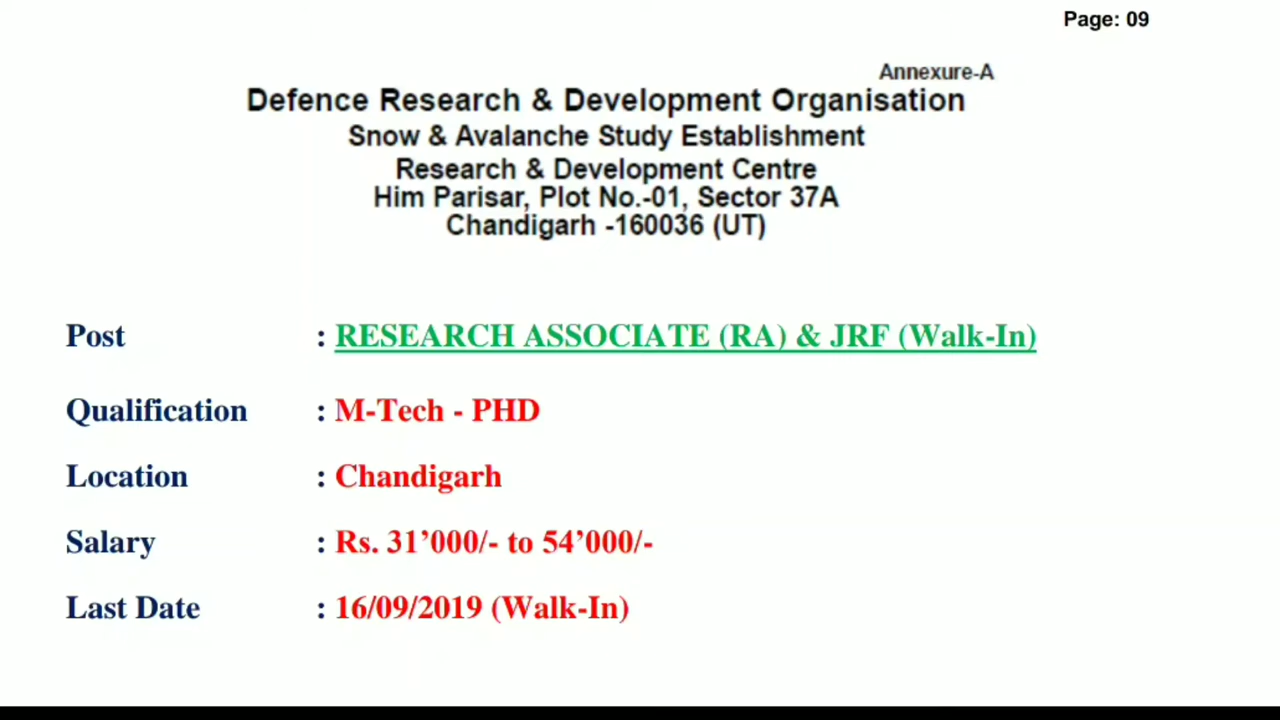 Page: 09
Annexure-A
Defence Research & Development Organisation
Snow & Avalanche Study Establishment
Research & Development Centre
Him Parisar, Plot No.-01, Sector 37A
Chandigarh -160036 (UT)
Post : RESEARCH ASSOCIATE (RA) & JRF (Walk-In)
Qualification : M-Tech - PHD
Location : Chandigarh
Salary : Rs. 31’000/- to 54’000/-
Last Date : 16/09/2019 (Walk-In)